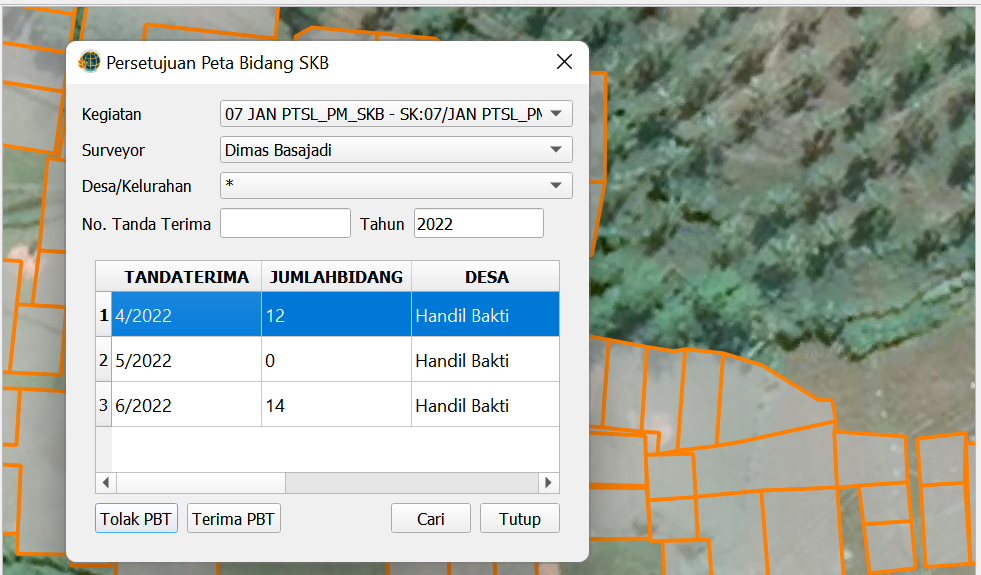 Persetujuan Peta Bidang SKB
Kegiatan 07 JAN PTSL_PM_SKB - SK:07/JAN PTSL_PM
Surveyor Dimas Basajadi
Desa/Kelurahan *
No. Tanda Terima Tahun 2022
TANDATERIMA JUMLAHBIDANG DESA
1 4/2022 12 Handil Bakti
2 5/2022 0 Handil Bakti
3 6/2022 14 Handil Bakti
Tolak PBT Terima PBT Cari Tutup